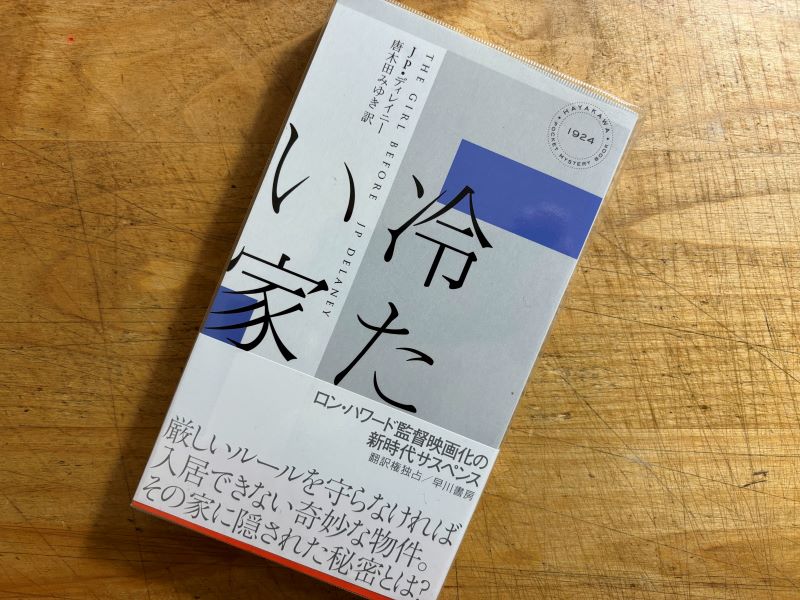 冷た
い家
THE GIRL BEFORE JP DELANEY
JP・ディレイニー
唐木田みゆき 訳
HAYAKAWA
1924
POCKET MYSTERY BOOK
ロン・ハワード監督映画化の
新時代サスペンス
翻訳権独占/早川書房
厳しいルールを守らなければ
入居できない奇妙な物件。
その家に隠された秘密とは?